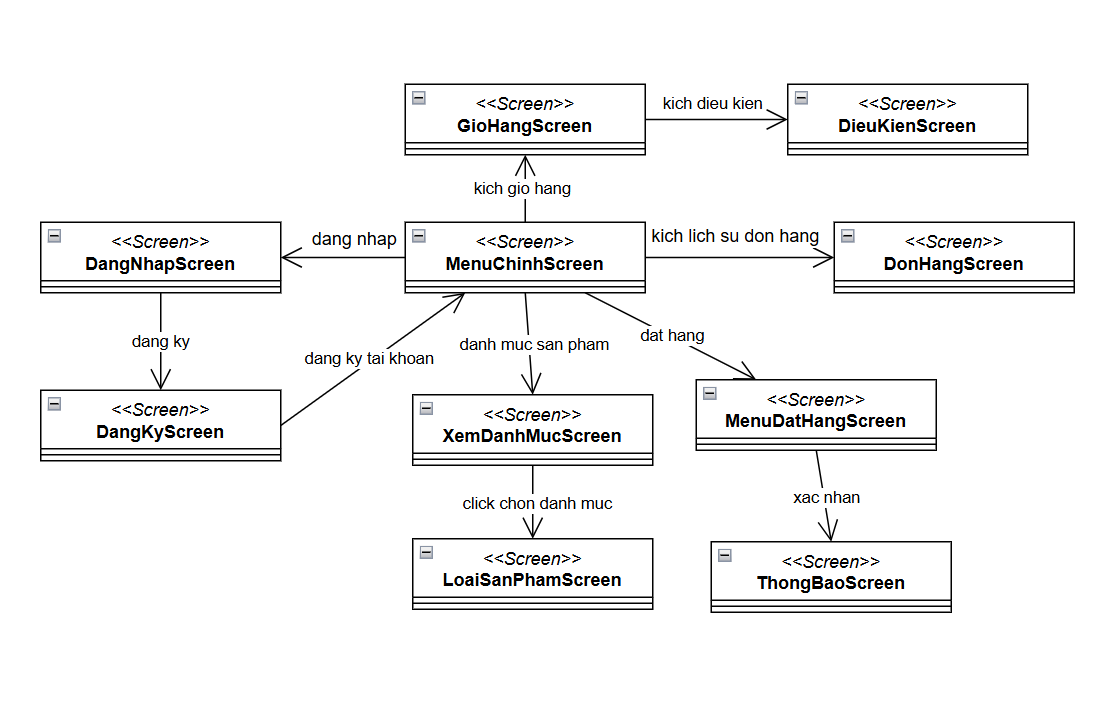 <<Screen>>
GioHangScreen
kich dieu kien
<<Screen>>
DieuKienScreen
kich gio hang
<<Screen>>
DangNhapScreen
dang nhap
<<Screen>>
MenuChinhScreen
kich lich su don hang
<<Screen>>
DonHangScreen
dang ky
dang ky tai khoan
danh muc san pham
dat hang
<<Screen>>
DangKyScreen
<<Screen>>
XemDanhMucScreen
<<Screen>>
MenuDatHangScreen
click chon danh muc
xac nhan
<<Screen>>
LoaiSanPhamScreen
<<Screen>>
ThongBaoScreen